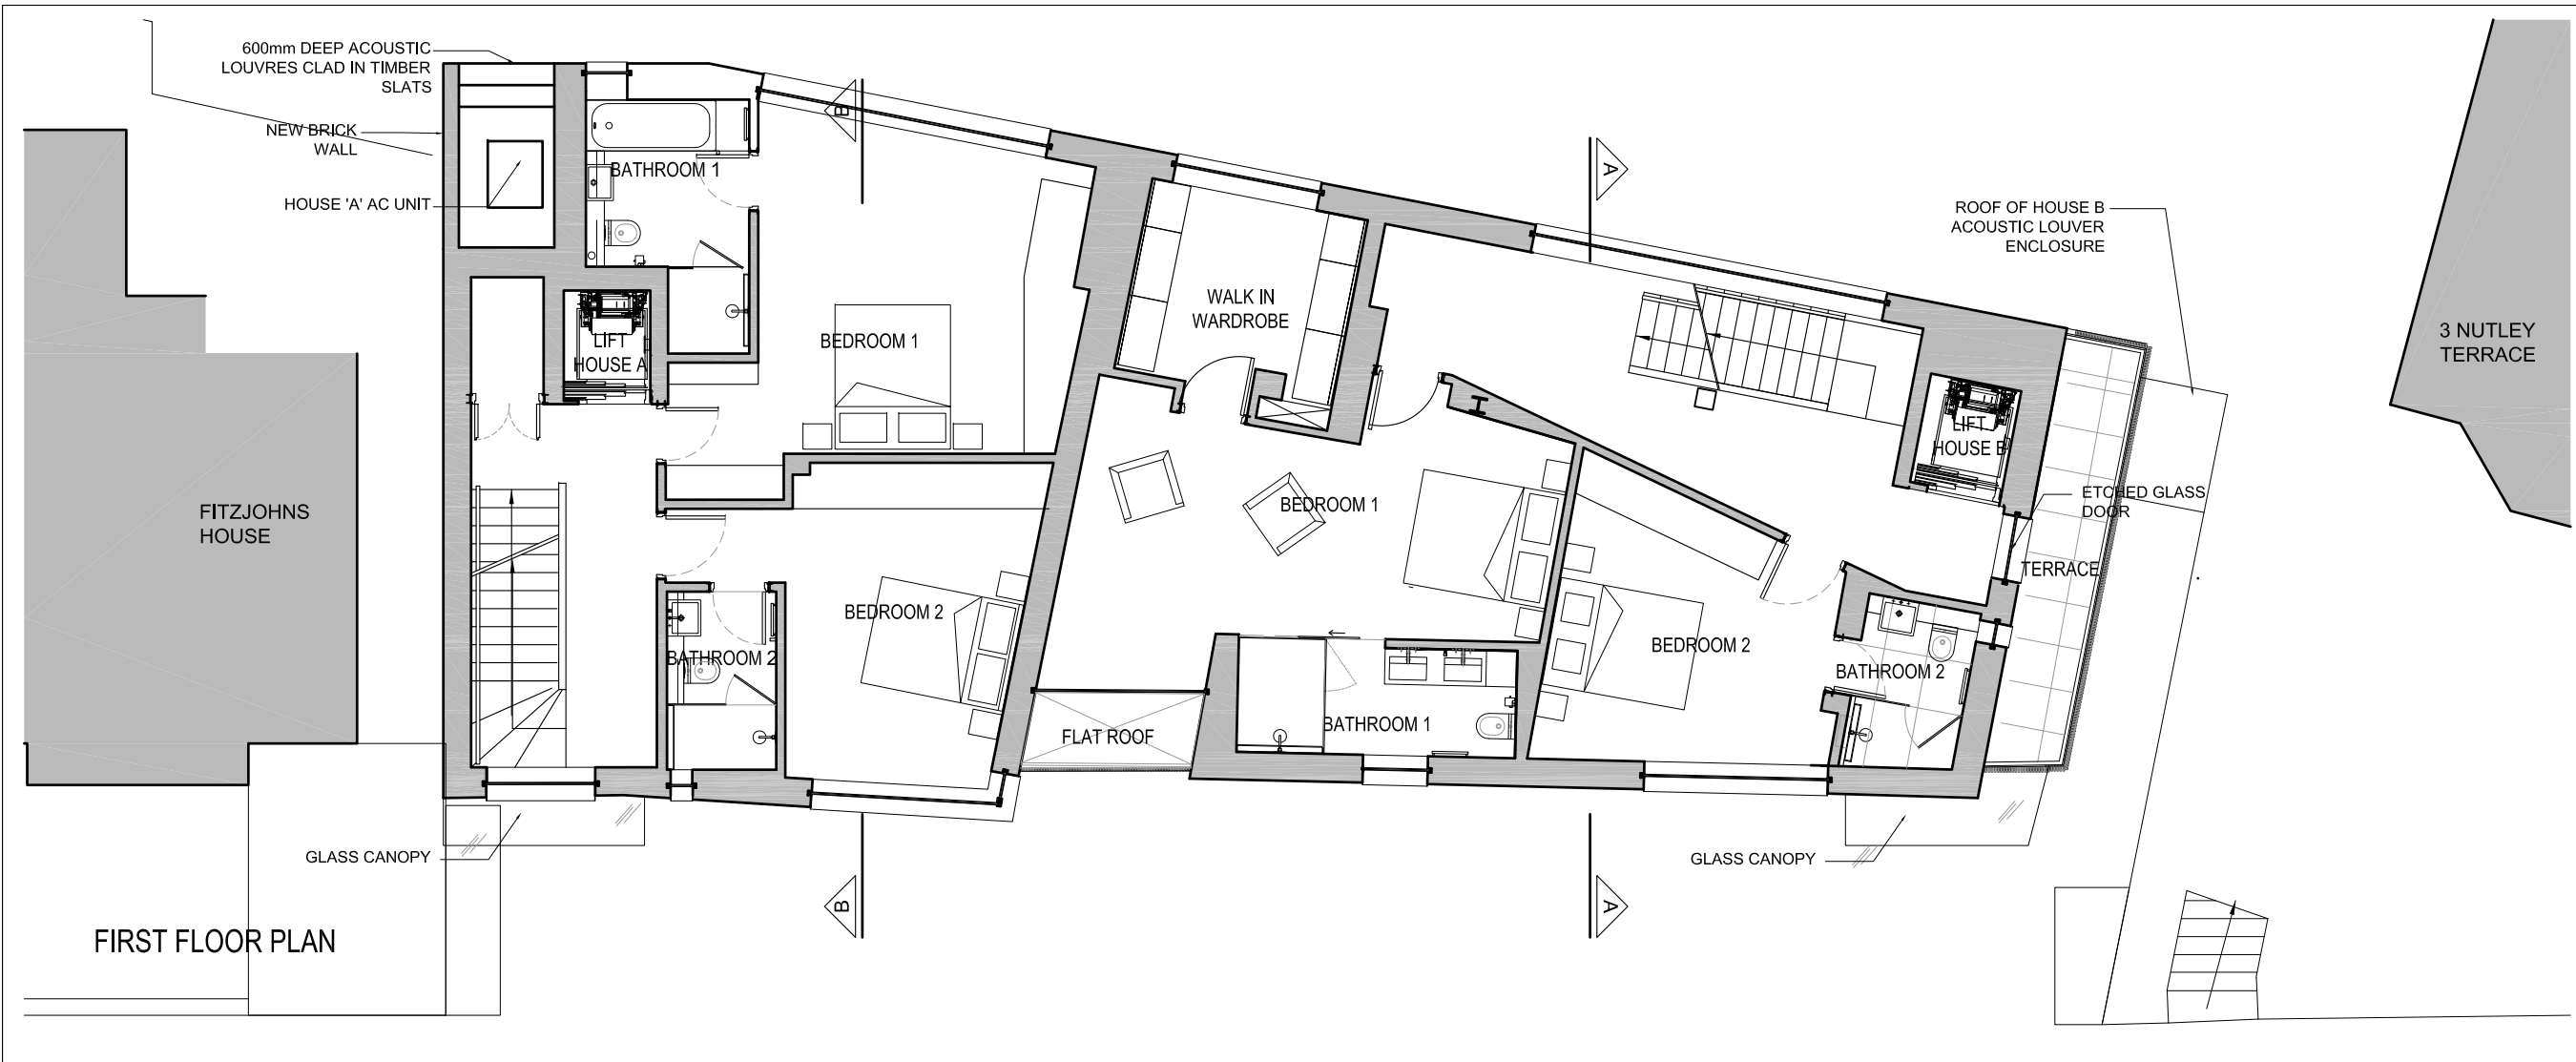 600mm DEEP ACOUSTIC
LOUVRES CLAD IN TIMBER
SLATS
NEW BRICK
WALL
HOUSE 'A' AC UNIT
BATHROOM 1
B
A
ROOF OF HOUSE B
ACOUSTIC LOUVER
ENCLOSURE
3 NUTLEY
TERRACE
LIFT
HOUSE A
BEDROOM 1
WALK IN
WARDROBE
LIFT
HOUSE B
FITZJOHNS
HOUSE
BEDROOM 1
ETCHED GLASS
DOOR
TERRACE
BEDROOM 2
BATHROOM 2
BEDROOM 2
BATHROOM 2
FLAT ROOF
BATHROOM 1
GLASS CANOPY
GLASS CANOPY
B
A
FIRST FLOOR PLAN